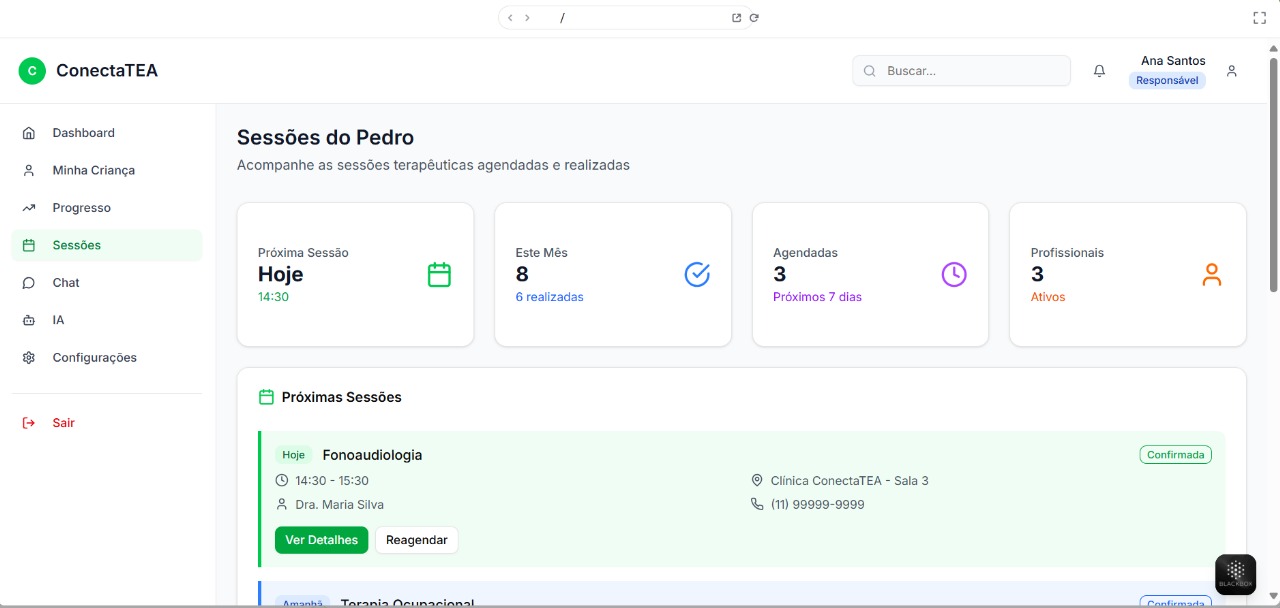 /
C ConectaTEA
Buscar...
Ana Santos
Responsável
Dashboard
Minha Criança
Progresso
Sessões
Chat
IA
Configurações
Sair
Sessões do Pedro
Acompanhe as sessões terapêuticas agendadas e realizadas
Próxima Sessão
Hoje
14:30
Este Mês
8
6 realizadas
Agendadas
3
Próximos 7 dias
Profissionais
3
Ativos
Próximas Sessões
Hoje Fonoaudiologia Confirmada
14:30 - 15:30 Clínica ConectaTEA - Sala 3
Dra. Maria Silva (11) 99999-9999
Ver Detalhes Reagendar
BLACKBOX
Amanhã Terapia Ocupacional Confirmada